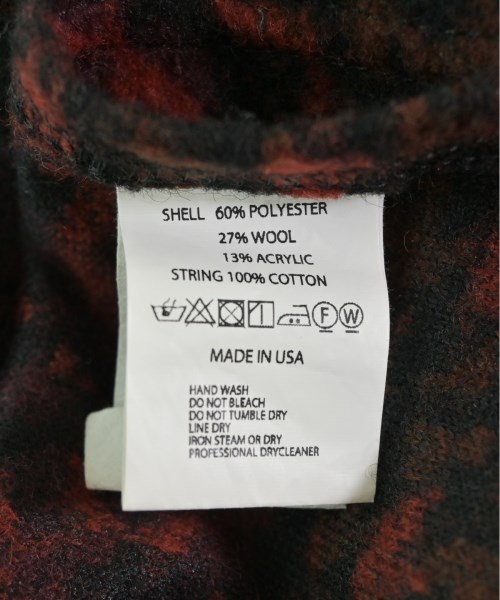 SHELL 60% POLYESTER
27% WOOL
13% ACRYLIC
STRING 100% COTTON
F W
MADE IN USA
HAND WASH
DO NOT BLEACH
DO NOT TUMBLE DRY
LINE DRY
IRON STEAM OR DRY
PROFESSIONAL DRYCLEANER